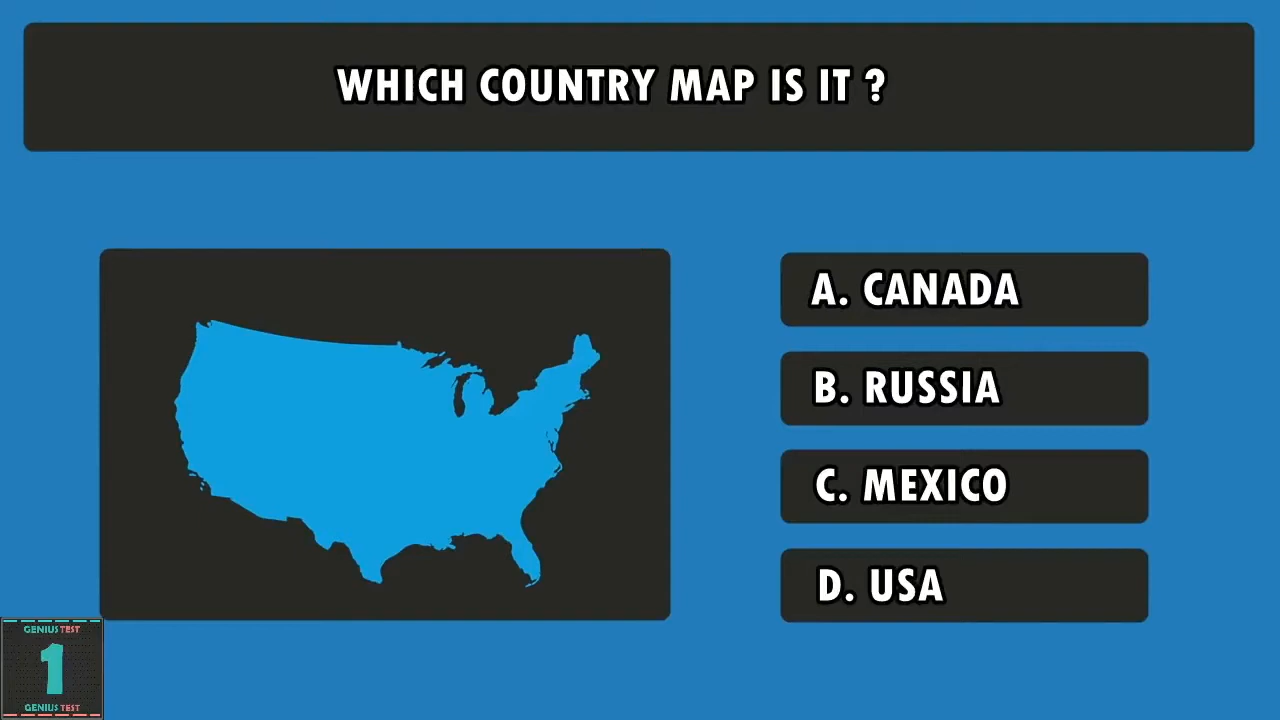 WHICH COUNTRY MAP IS IT ?
A. CANADA
B. RUSSIA
C. MEXICO
D. USA
GENIUS TEST
1
GENIUS TEST